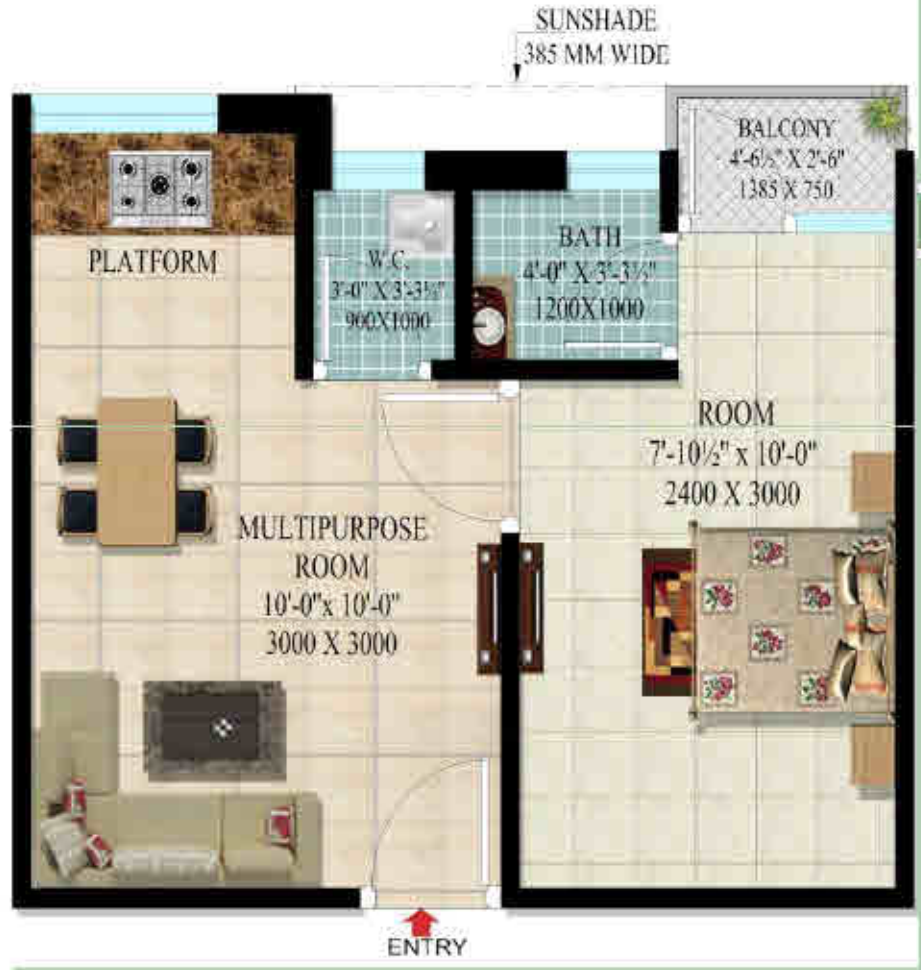 SUNSHADE
385 MM WIDE
BALCONY
4'-6½" X 2'-6"
1385 X 750
PLATFORM
W.C.
3'-0" X 3'-3½"
900X1000
BATH
4'-0" X 3'-3½"
1200X1000
ROOM
7'-10½" x 10'-0"
2400 X 3000
MULTIPURPOSE
ROOM
10'-0"x 10'-0"
3000 X 3000
ENTRY